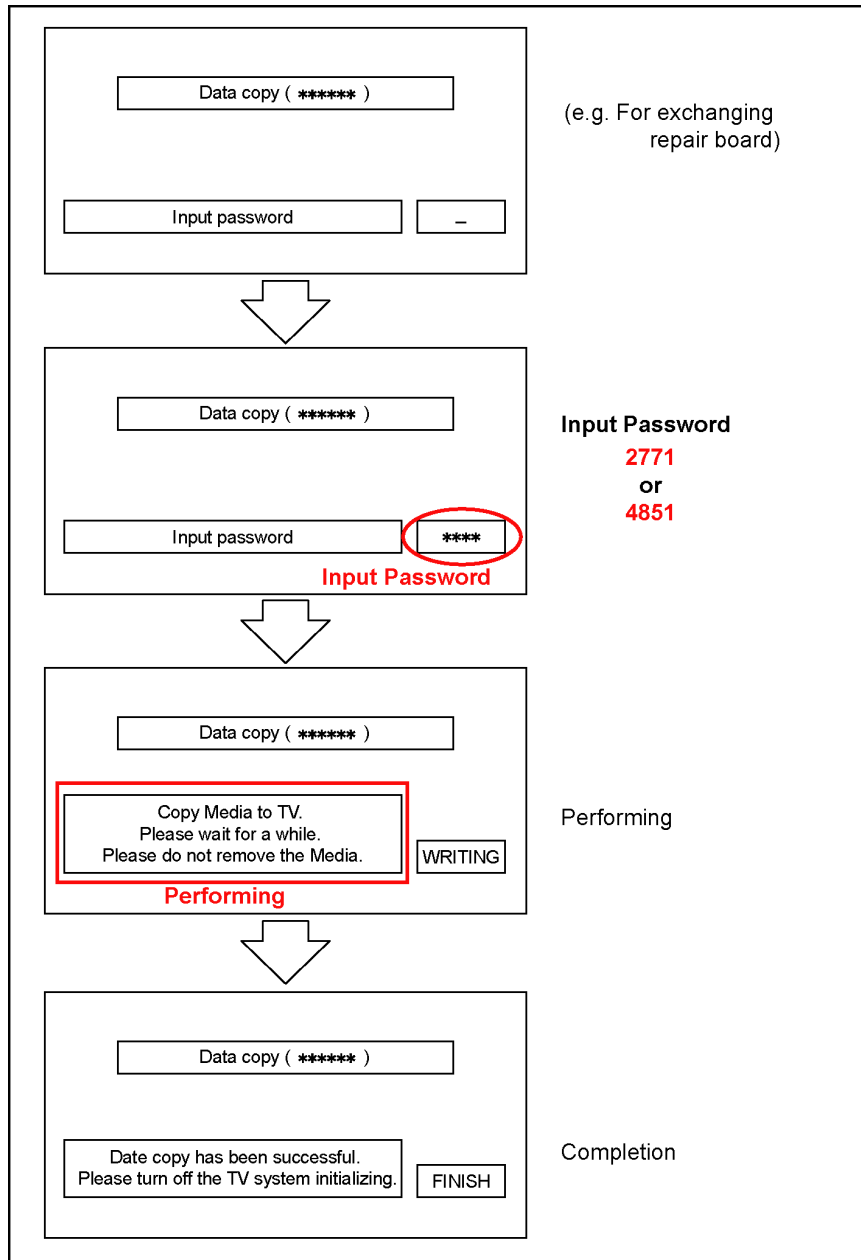 Data copy ( ****** )
(e.g. For exchanging
repair board)
Input password
_
Data copy ( ****** )
Input Password
2771
or
4851
Input password
****
Input Password
Data copy ( ****** )
Copy Media to TV.
Please wait for a while.
Please do not remove the Media.
WRITING
Performing
Performing
Data copy ( ****** )
Date copy has been successful.
Please turn off the TV system initializing.
FINISH
Completion